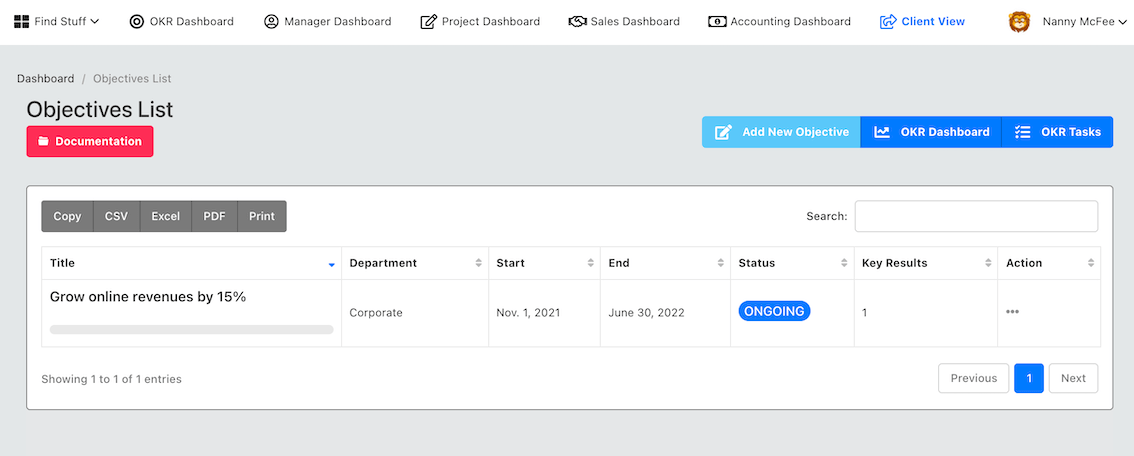 Find Stuff OKR Dashboard Manager Dashboard Project Dashboard Sales Dashboard Accounting Dashboard Client View Nanny McFee
Dashboard / Objectives List
Objectives List
Documentation
Add New Objective OKR Dashboard OKR Tasks
Copy CSV Excel PDF Print Search:
Title Department Start End Status Key Results Action
Grow online revenues by 15%
Corporate Nov. 1, 2021 June 30, 2022 ONGOING 1
Showing 1 to 1 of 1 entries
Previous 1 Next